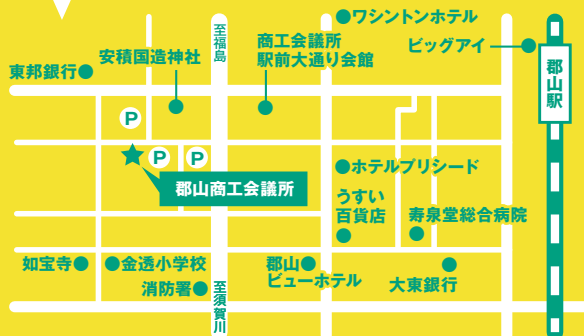 ワシントンホテル
至福島
商工会議所
駅前大通り会館
ビッグアイ
安積国造神社
東邦銀行
郡山駅
P
P
P
ホテルプリシード
郡山商工会議所
うすい
百貨店
寿泉堂総合病院
如宝寺
金透小学校
郡山
ビューホテル
消防署
至須賀川
大東銀行